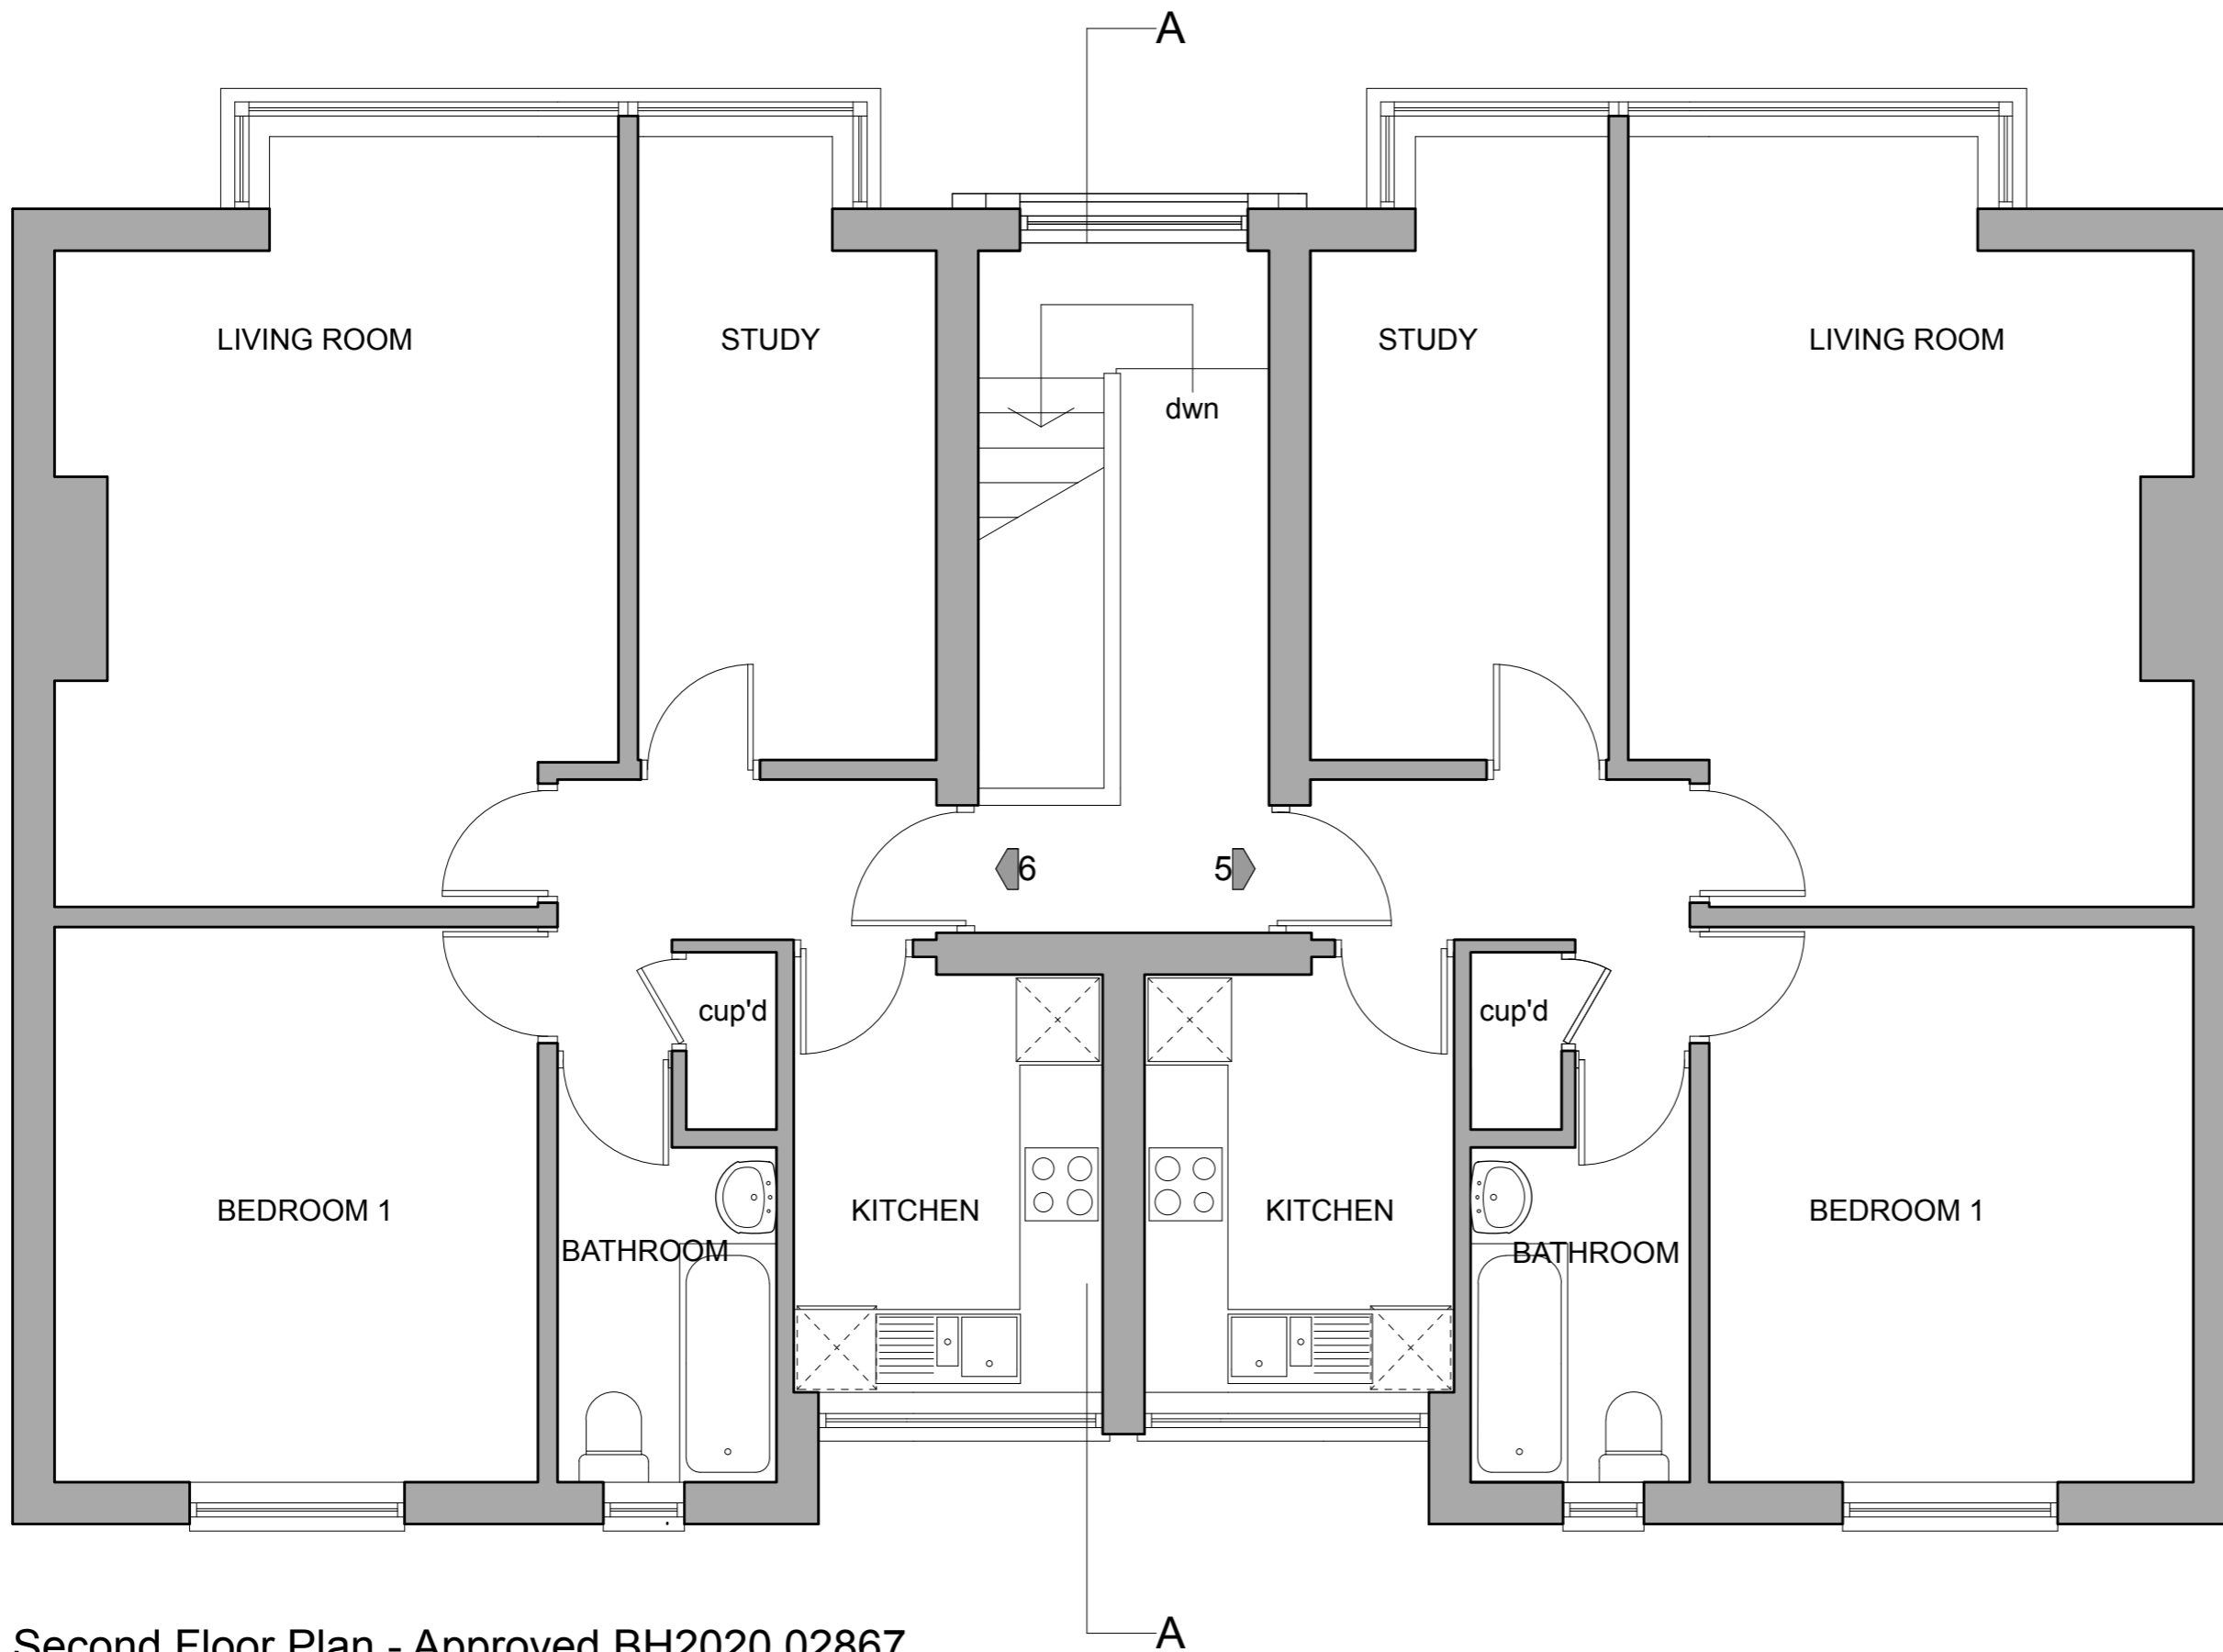 A
LIVING ROOM
STUDY
STUDY
LIVING ROOM
dwn
6
5
cup'd
cup'd
BEDROOM 1
KITCHEN
KITCHEN
BEDROOM 1
BATHROOM
BATHROOM
A
Second Floor Plan - Approved BH2020 02867